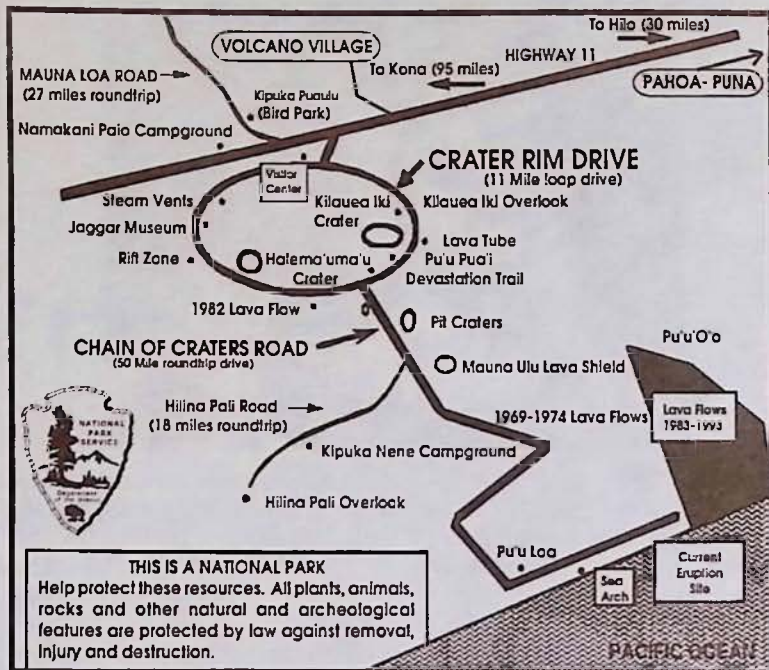 To Hilo (30 miles)
VOLCANO VILLAGE
HIGHWAY 11
To Kona (95 miles)
PAHOA- PUNA
MAUNA LOA ROAD
(27 miles roundtrip)
Kipuka Puaulu
(Bird Park)
Namakani Paio Campground
CRATER RIM DRIVE
(11 Mile loop drive)
Visitor
Center
Steam Vents
Kilauea Iki
Crater
Kilauea Iki Overlook
Jaggar Museum
Lava Tube
Rift Zone
Halema'uma'u
Crater
Pu'u Pua'i
Devastation Trail
1982 Lava Flow
Pit Craters
CHAIN OF CRATERS ROAD
(50 Mile roundtrip drive)
Mauna Ulu Lava Shield
Pu'u'O'o
Lava Flows
1983-1993
Hilina Pali Road
(18 miles roundtrip)
1969-1974 Lava Flows
NATIONAL
PARK
SERVICE
Department
of the Interior
Kipuka Nene Campground
Hilina Pali Overlook
Pu'u Loa
Sea
Arch
Current
Eruption
Site
PACIFIC OCEAN
THIS IS A NATIONAL PARK
Help protect these resources. All plants, animals,
rocks and other natural and archeological
features are protected by law against removal,
injury and destruction.